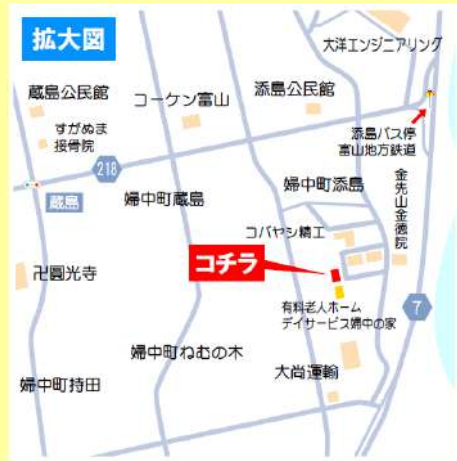 拡大図
大洋エンジニアリング
蔵島公民館
コーケン富山
添島公民館
すがぬま
接骨院
添島バス停
富山地方鉄道
218
蔵島
婦中町蔵島
婦中町添島
金先山金徳院
コバヤシ精工
コチラ
卍圓光寺
有料老人ホーム
デイサービス婦中の家
7
婦中町ねむの木
大尚運輸
婦中町持田